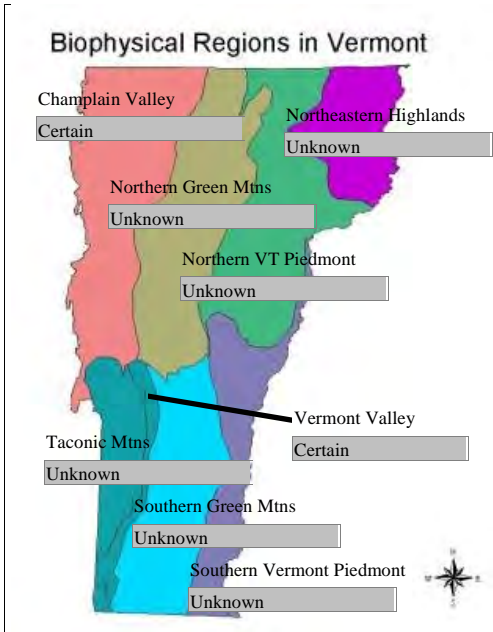 Biophysical Regions in Vermont
Champlain Valley
Certain
Northeastern Highlands
Unknown
Northern Green Mtns
Unknown
Northern VT Piedmont
Unknown
Vermont Valley
Certain
Taconic Mtns
Unknown
Southern Green Mtns
Unknown
Southern Vermont Piedmont
Unknown